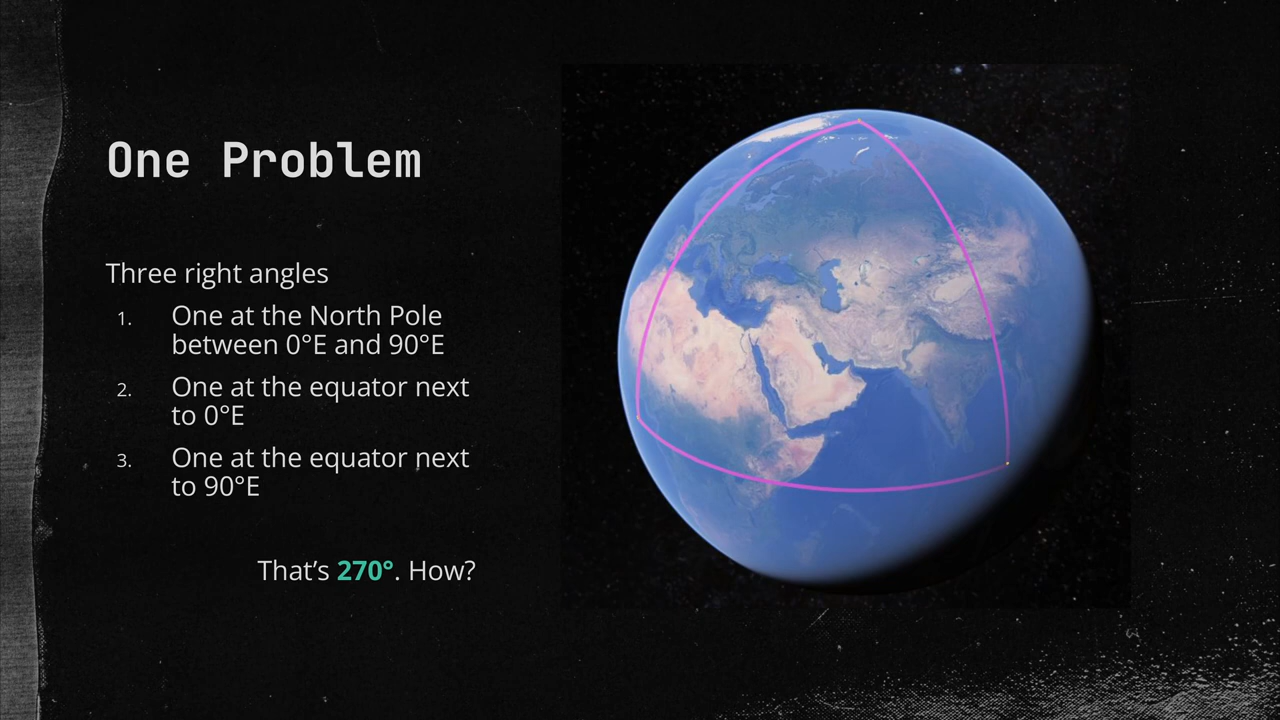 One Problem
Three right angles
1. One at the North Pole
between 0°E and 90°E
2. One at the equator next
to 0°E
3. One at the equator next
to 90°E
That’s 270°. How?